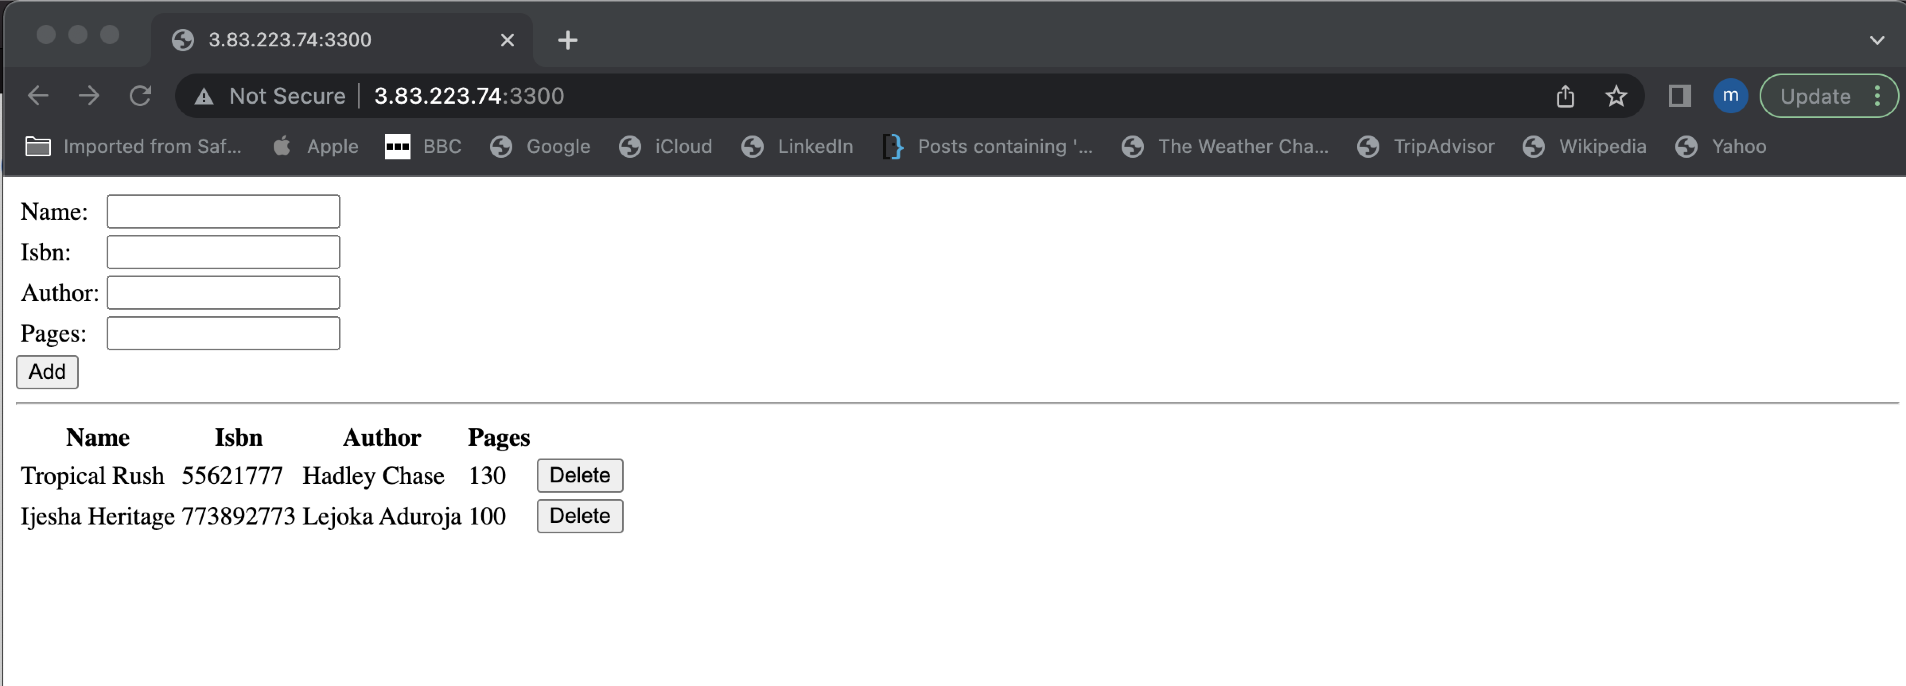 3.83.223.74:3300
Not Secure 3.83.223.74:3300 m Update
Imported from Saf... Apple BBC Google iCloud LinkedIn Posts containing '... The Weather Cha... TripAdvisor Wikipedia Yahoo
Name:
Isbn:
Author:
Pages:
Add
Name Isbn Author Pages
Tropical Rush 55621777 Hadley Chase 130 Delete
Ijesha Heritage 773892773 Lejoka Aduroja 100 Delete